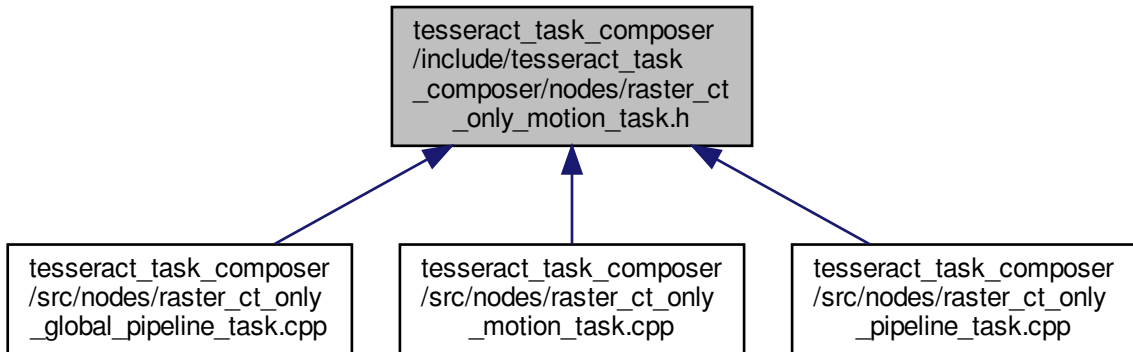 tesseract_task_composer
/include/tesseract_task
_composer/nodes/raster_ct
_only_motion_task.h
tesseract_task_composer
/src/nodes/raster_ct_only
_global_pipeline_task.cpp
tesseract_task_composer
/src/nodes/raster_ct_only
_motion_task.cpp
tesseract_task_composer
/src/nodes/raster_ct_only
_pipeline_task.cpp